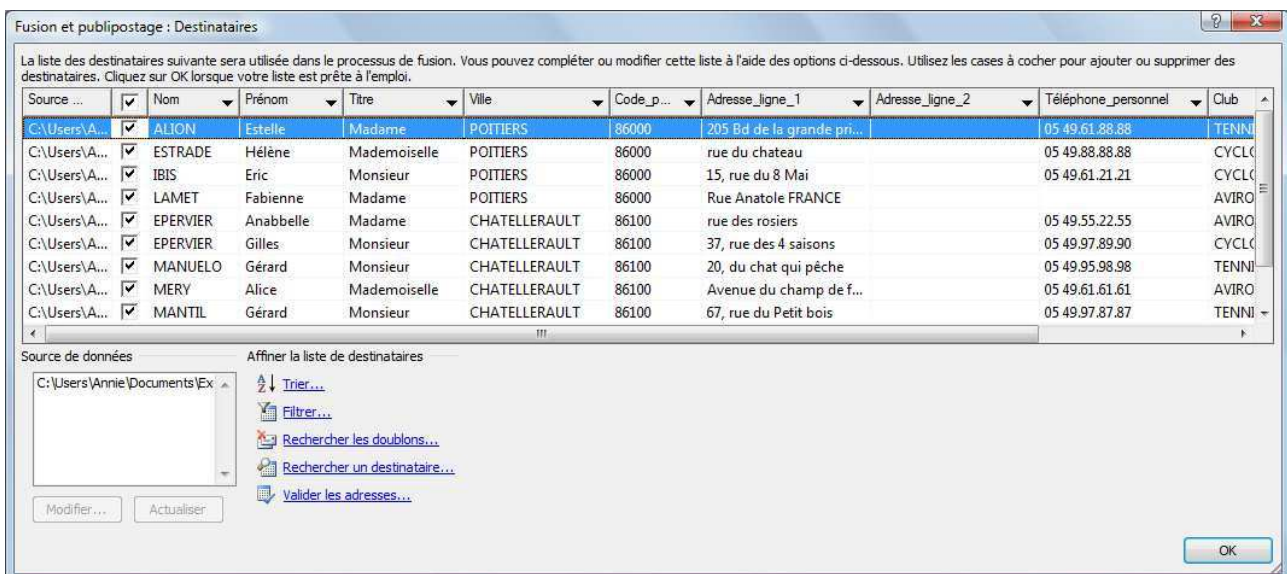 Fusion et publipostage : Destinataires
La liste des destinataires suivante sera utilisée dans le processus de fusion. Vous pouvez compléter ou modifier cette liste à l'aide des options ci-dessous. Utilisez les cases à cocher pour ajouter ou supprimer des
destinataires. Cliquez sur OK lorsque votre liste est prête à l'emploi.
Source ... Nom Prénom Titre Ville Code_p... Adresse_ligne_1 Adresse_ligne_2 Téléphone_personnel Club
C:\Users\A... ALION Estelle Madame POITIERS 86000 205 Bd de la grande pri... 05 49.61.88.88 TENNI
C:\Users\A... ESTRADE Hélène Mademoiselle POITIERS 86000 rue du chateau 05 49.88.88.88 CYCLO
C:\Users\A... IBIS Eric Monsieur POITIERS 86000 15, rue du 8 Mai 05 49.61.21.21 CYCLO
C:\Users\A... LAMET Fabienne Madame POITIERS 86000 Rue Anatole FRANCE AVIRO
C:\Users\A... EPERVIER Anabbelle Madame CHATELLERAULT 86100 rue des rosiers 05 49.55.22.55 AVIRO
C:\Users\A... EPERVIER Gilles Monsieur CHATELLERAULT 86100 37, rue des 4 saisons 05 49.97.89.90 CYCLO
C:\Users\A... MANUELO Gérard Monsieur CHATELLERAULT 86100 20, du chat qui pêche 05 49.95.98.98 TENNI
C:\Users\A... MERY Alice Mademoiselle CHATELLERAULT 86100 Avenue du champ de f... 05 49.61.61.61 AVIRO
C:\Users\A... MANTIL Gérard Monsieur CHATELLERAULT 86100 67, rue du Petit bois 05 49.97.87.87 TENNI
Source de données Affiner la liste de destinataires
C:\Users\Annie\Documents\Ex
Trier...
Filtrer...
Rechercher les doublons...
Rechercher un destinataire...
Valider les adresses...
Modifier... Actualiser
OK